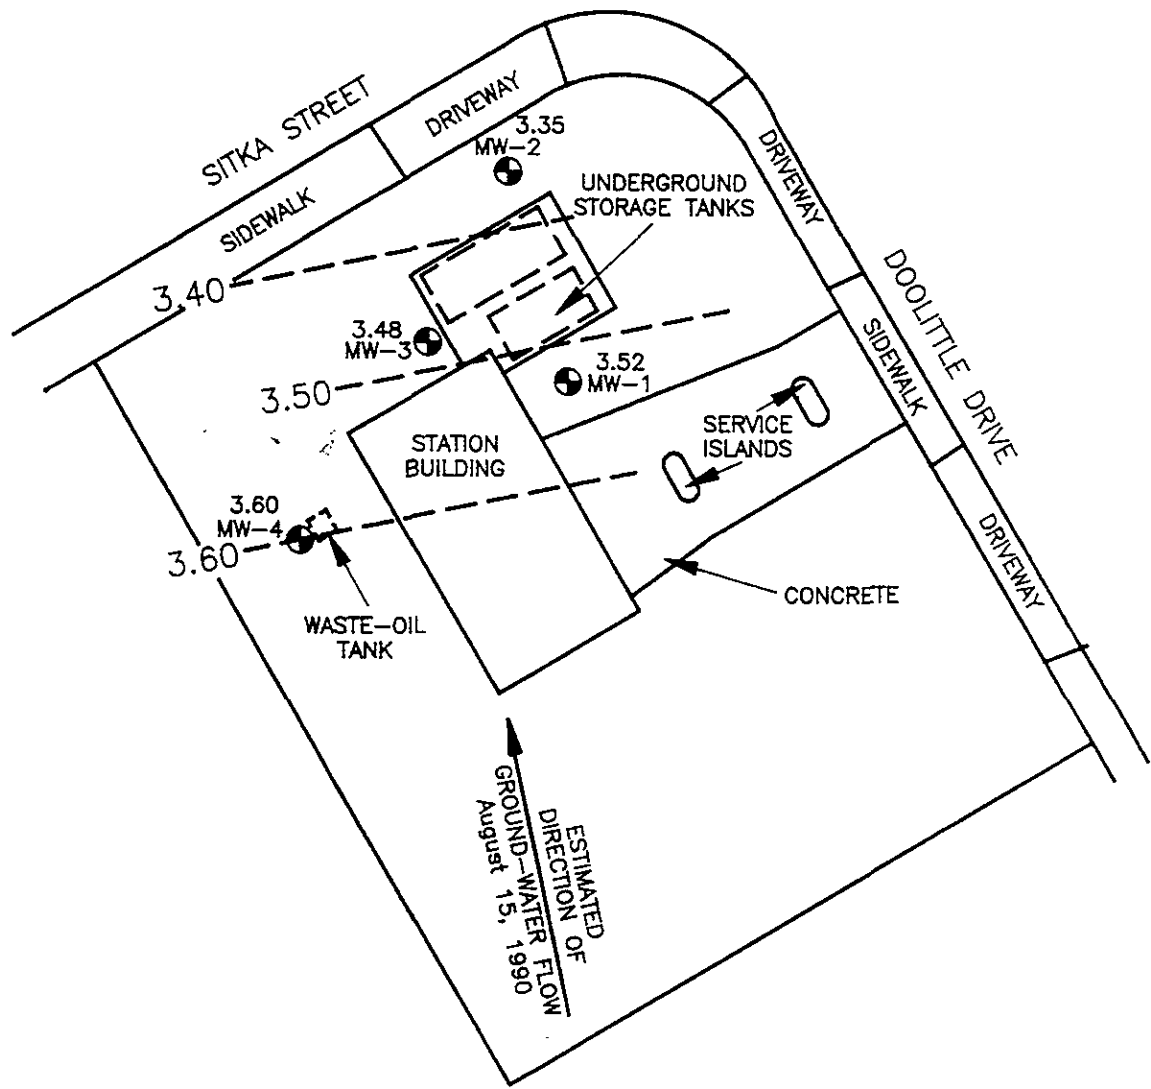 SITKA STREET
DRIVEWAY
SIDEWALK
3.35
MW-2
UNDERGROUND
STORAGE TANKS
DRIVEWAY
DOOLITTLE DRIVE
3.40
3.48
MW-3
SIDEWALK
3.52
MW-1
3.50
SERVICE
ISLANDS
STATION
BUILDING
3.60
MW-4
3.60
DRIVEWAY
CONCRETE
WASTE-OIL
TANK
ESTIMATED
DIRECTION OF
GROUND-WATER FLOW
August 15, 1990